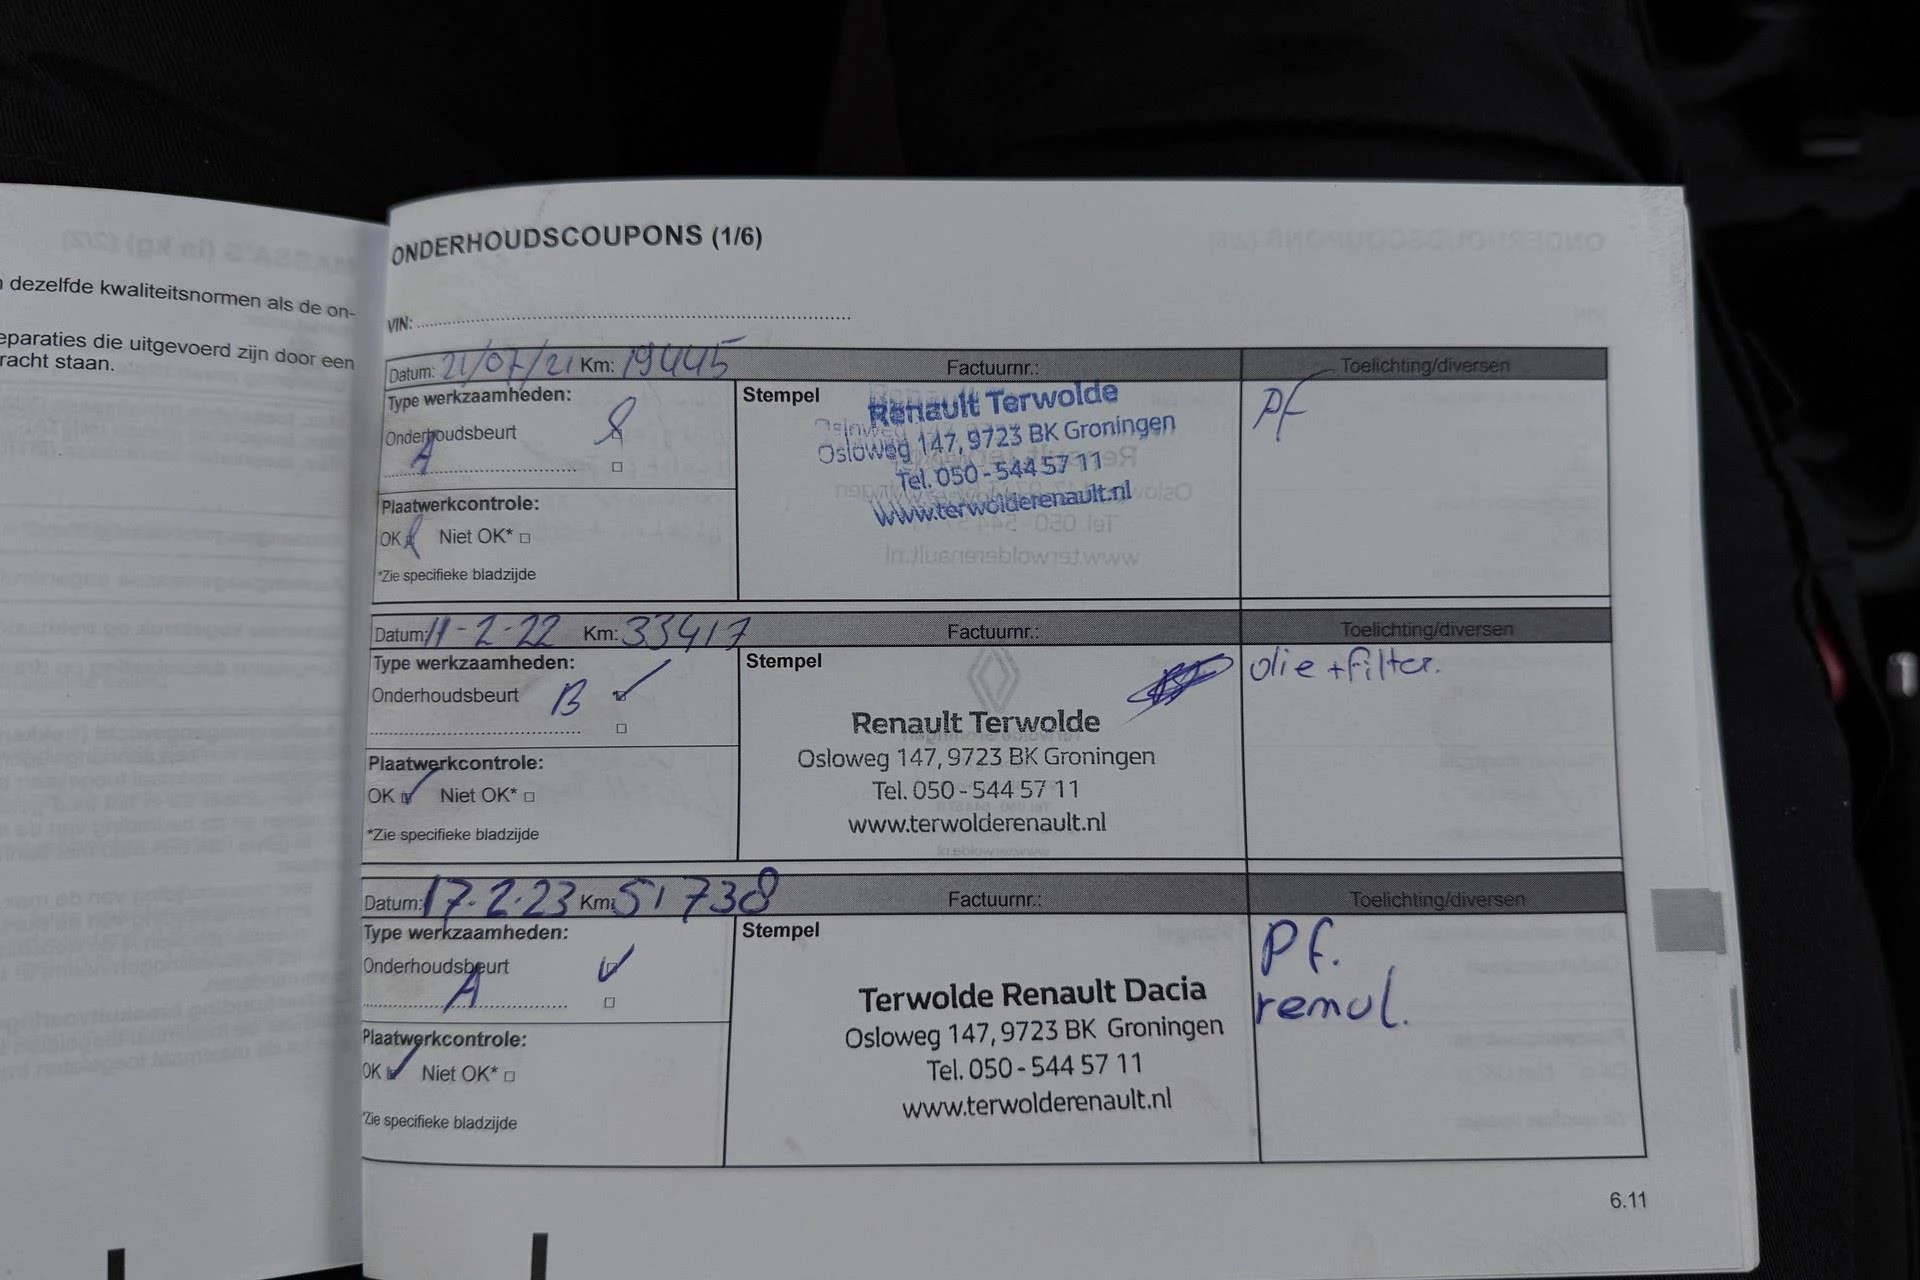 n dezelfde kwaliteitsnormen als de on-
eparaties die uitgevoerd zijn door een
racht staan.
ONDERHOUDSCOUPONS (1/6)
VIN:
Datum: 21/07/21 Km: 19445 Factuurnr.: Toelichting/diversen
Type werkzaamheden:
Onderhoudsbeurt
A
Plaatwerkcontrole:
OK Niet OK*
*Zie specifieke bladzijde
Stempel
Renault Terwolde
Osloweg 147, 9723 BK Groningen
Tel. 050 - 544 57 11
www.terwolderenault.nl
pf
Datum: 11-2-22 Km: 33417 Factuurnr.: Toelichting/diversen
Type werkzaamheden:
Onderhoudsbeurt B
Plaatwerkcontrole:
OK Niet OK*
*Zie specifieke bladzijde
Stempel
Renault Terwolde
Osloweg 147, 9723 BK Groningen
Tel. 050 - 544 57 11
www.terwolderenault.nl
olie + filter.
Datum: 17-2-23 Km: 51738 Factuurnr.: Toelichting/diversen
Type werkzaamheden:
Onderhoudsbeurt
A
Plaatwerkcontrole:
OK Niet OK*
*Zie specifieke bladzijde
Stempel
Terwolde Renault Dacia
Osloweg 147, 9723 BK Groningen
Tel. 050 - 544 57 11
www.terwolderenault.nl
Pf.
remvl.
6.11